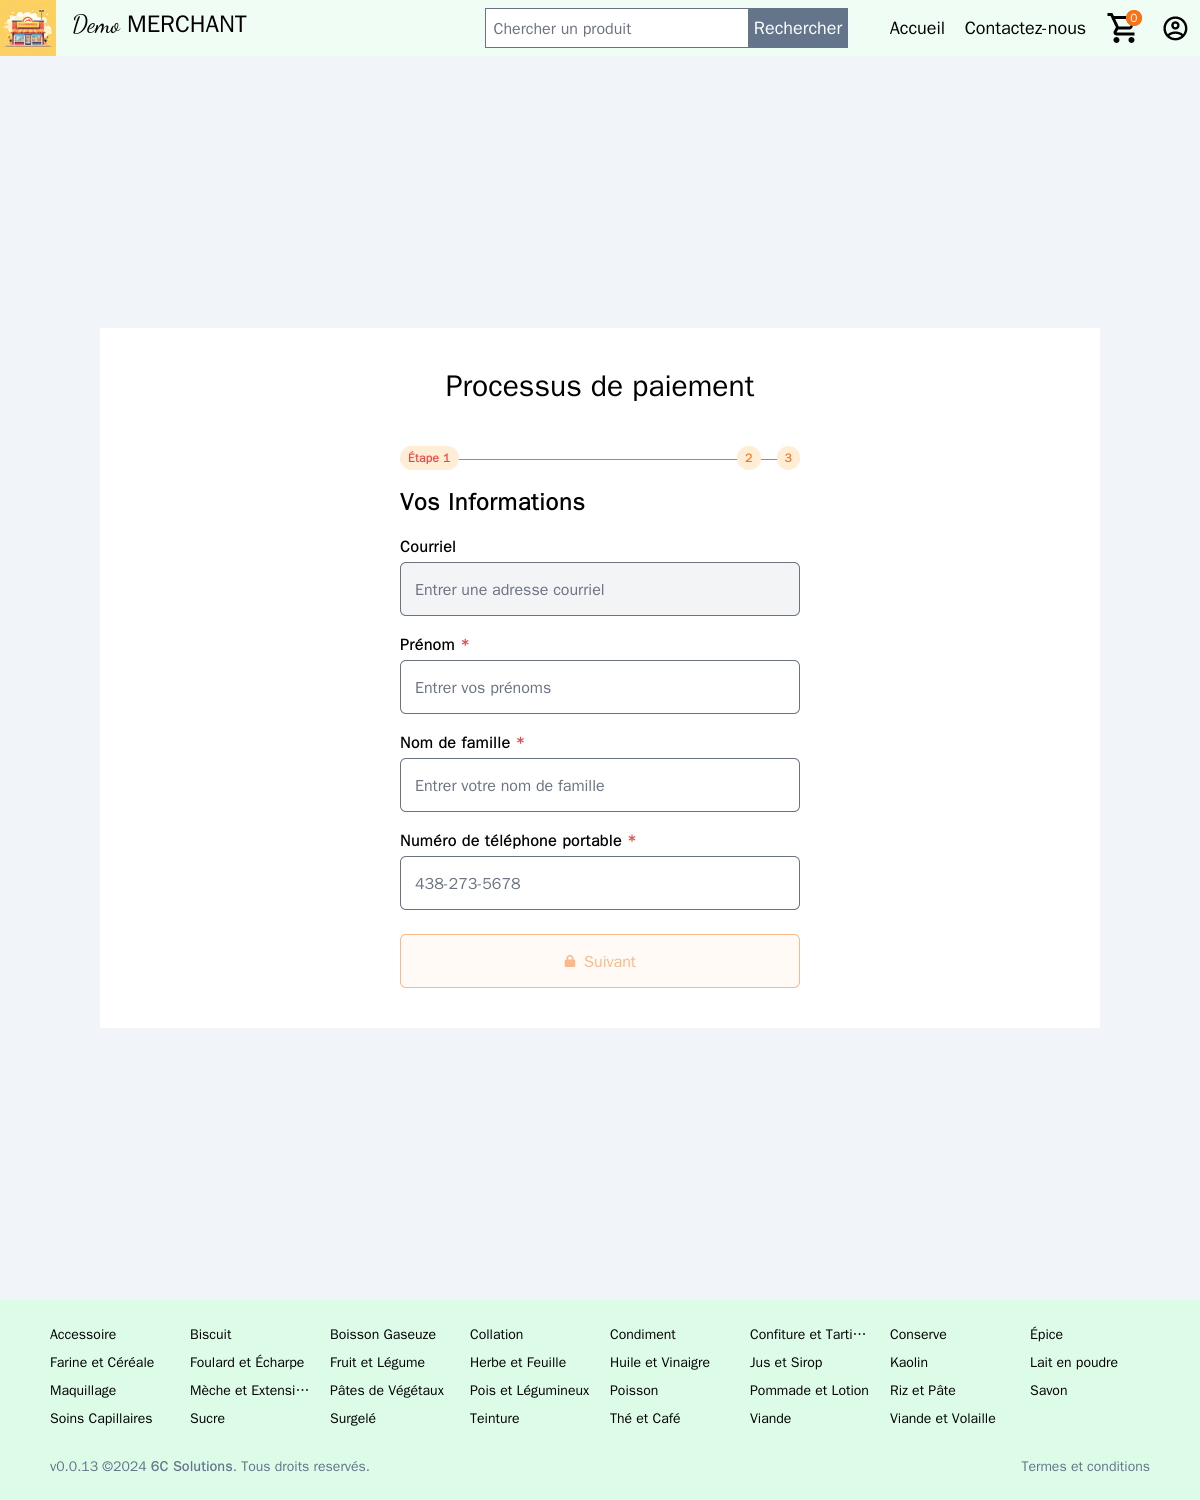 Demo MERCHANT
Chercher un produit
Rechercher
Accueil
Contactez-nous
0
Processus de paiement
Étape 1
2
3
Vos Informations
Courriel
Entrer une adresse courriel
Prénom *
Entrer vos prénoms
Nom de famille *
Entrer votre nom de famille
Numéro de téléphone portable *
438-273-5678
Suivant
Accessoire Biscuit Boisson Gaseuze Collation Condiment Confiture et Tarti… Conserve Épice
Farine et Céréale Foulard et Écharpe Fruit et Légume Herbe et Feuille Huile et Vinaigre Jus et Sirop Kaolin Lait en poudre
Maquillage Mèche et Extensi… Pâtes de Végétaux Pois et Légumineux Poisson Pommade et Lotion Riz et Pâte Savon
Soins Capillaires Sucre Surgelé Teinture Thé et Café Viande Viande et Volaille
v0.0.13 ©2024 6C Solutions. Tous droits reservés.
Termes et conditions